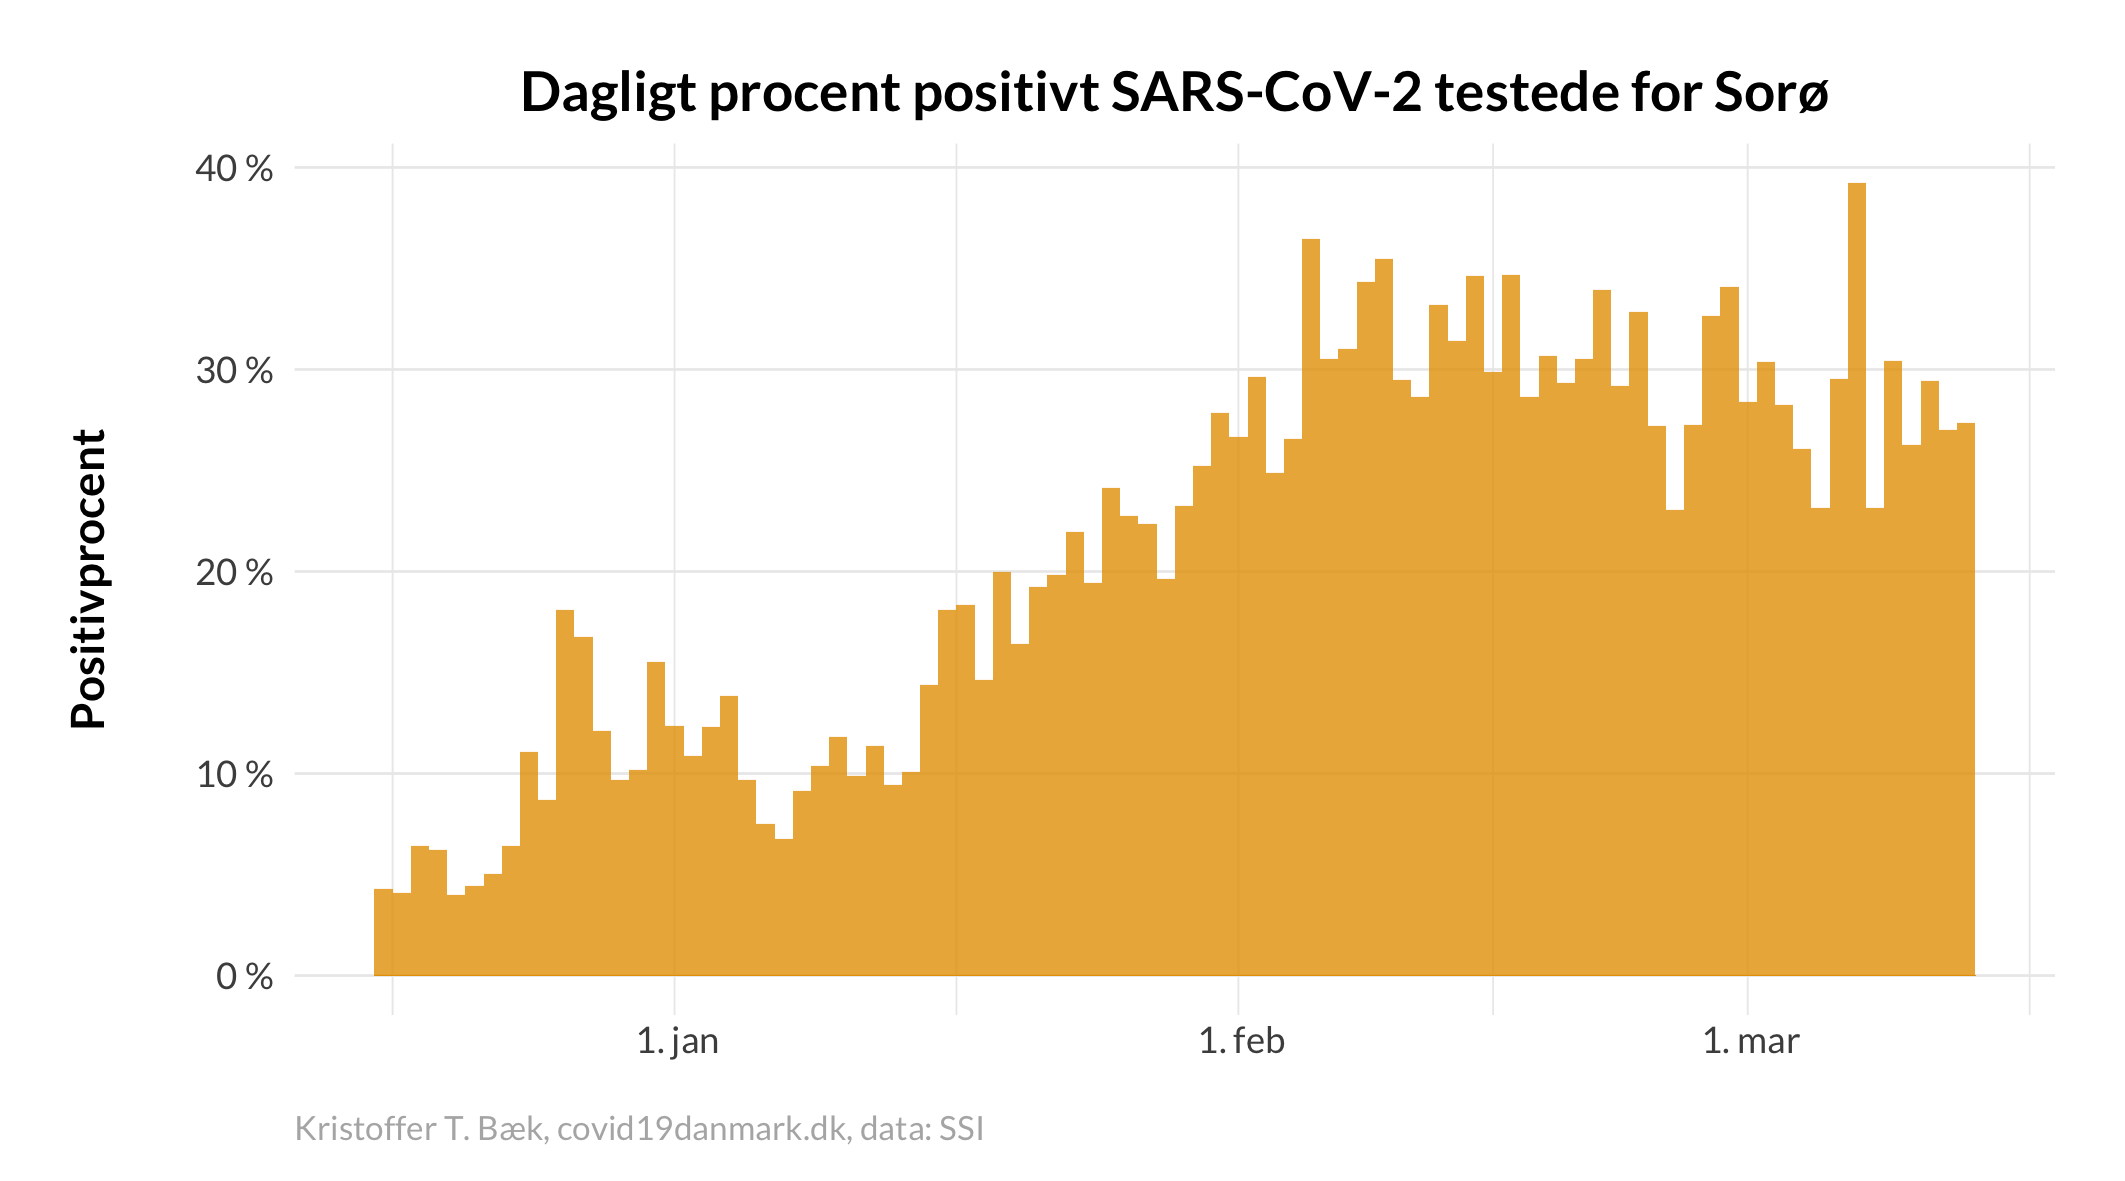 Dagligt procent positivt SARS-CoV-2 testede for Sorø
Positivprocent
40 %
30 %
20 %
10 %
0 %
1. jan
1. feb
1. mar
Kristoffer T. Bæk, covid19danmark.dk, data: SSI